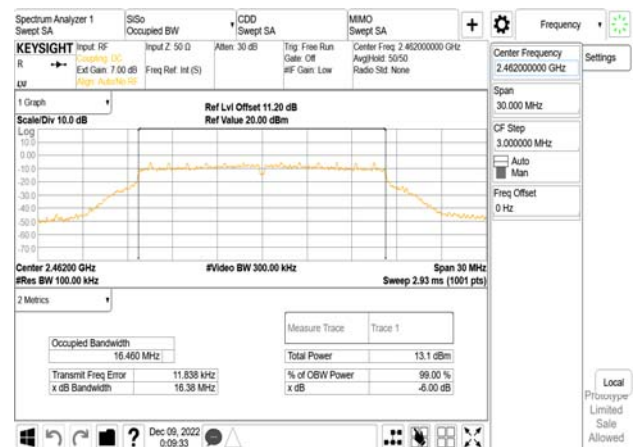 Spectrum Analyzer 1
Swept SA
SiSo
Occupied BW
CDD
Swept SA
MIMO
Swept SA
Frequency
KEYSIGHT
R
Input: RF
Coupling: DC
Ext Gain: 7.00 dB
Align: Auto/No RF
Input Z: 50 Ω
Freq Ref: Int (S)
Atten: 30 dB
Trig: Free Run
Gate: Off
#IF Gain: Low
Center Freq: 2.462000000 GHz
Avg|Hold: 50/50
Radio Std: None
1 Graph
Scale/Div 10.0 dB
Ref Lvl Offset 11.20 dB
Ref Value 20.00 dBm
Log
10.0
0.00
-10.0
-20.0
-30.0
-40.0
-50.0
-60.0
-70.0
Center 2.46200 GHz
#Res BW 100.00 kHz
#Video BW 300.00 kHz
Span 30 MHz
Sweep 2.93 ms (1001 pts)
2 Metrics
Measure Trace
Trace 1
Occupied Bandwidth
16.460 MHz
Total Power
13.1 dBm
Transmit Freq Error
11.838 kHz
% of OBW Power
99.00 %
x dB Bandwidth
16.38 MHz
x dB
-6.00 dB
Dec 09, 2022
0:09:33
Center Frequency
2.462000000 GHz
Settings
Span
30.000 MHz
CF Step
3.000000 MHz
Auto
Man
Freq Offset
0 Hz
Local
Prototype
Limited
Sale
Allowed